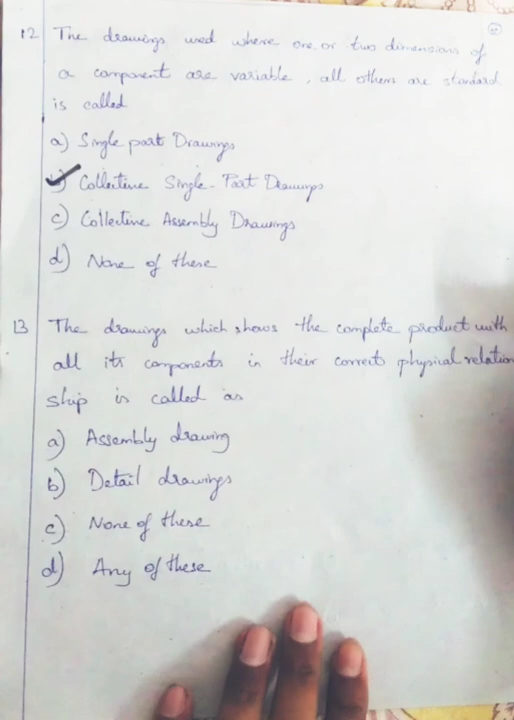 12 The drawings used where one or two dimensions of
a component are variable, all others are standard
is called
a) Single part Drawings
b) Collective Single-Part Drawings
c) Collective Assembly Drawings
d) None of these
13 The drawings which shows the complete product with
all its components in their correct physical relation
ship is called as
a) Assembly drawing
b) Detail drawings
c) None of these
d) Any of these